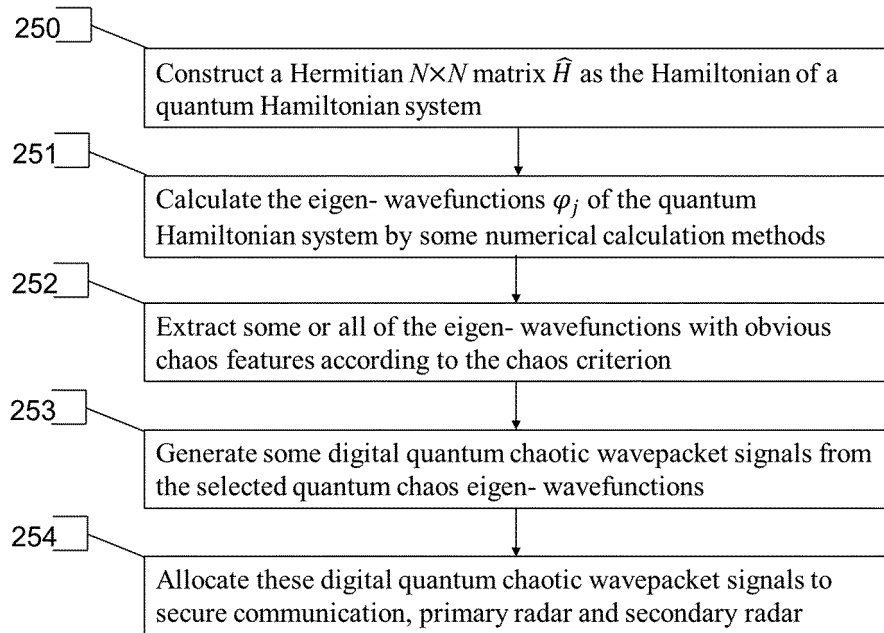 250
Construct a Hermitian N×N matrix Ĥ as the Hamiltonian of a
quantum Hamiltonian system
251
Calculate the eigen- wavefunctions φⱼ of the quantum
Hamiltonian system by some numerical calculation methods
252
Extract some or all of the eigen- wavefunctions with obvious
chaos features according to the chaos criterion
253
Generate some digital quantum chaotic wavepacket signals from
the selected quantum chaos eigen- wavefunctions
254
Allocate these digital quantum chaotic wavepacket signals to
secure communication, primary radar and secondary radar